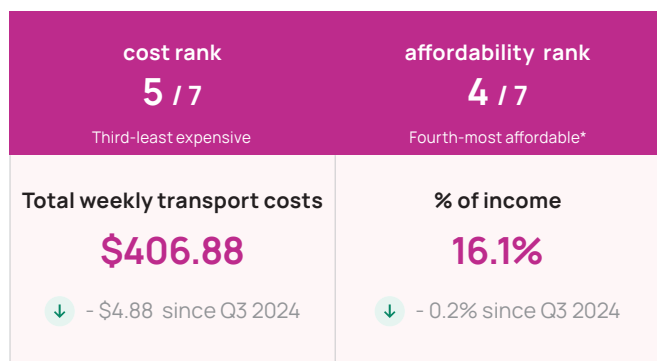 cost rank
5 / 7
Third-least expensive
affordability rank
4 / 7
Fourth-most affordable*
Total weekly transport costs
$406.88
- $4.88 since Q3 2024
% of income
16.1%
- 0.2% since Q3 2024